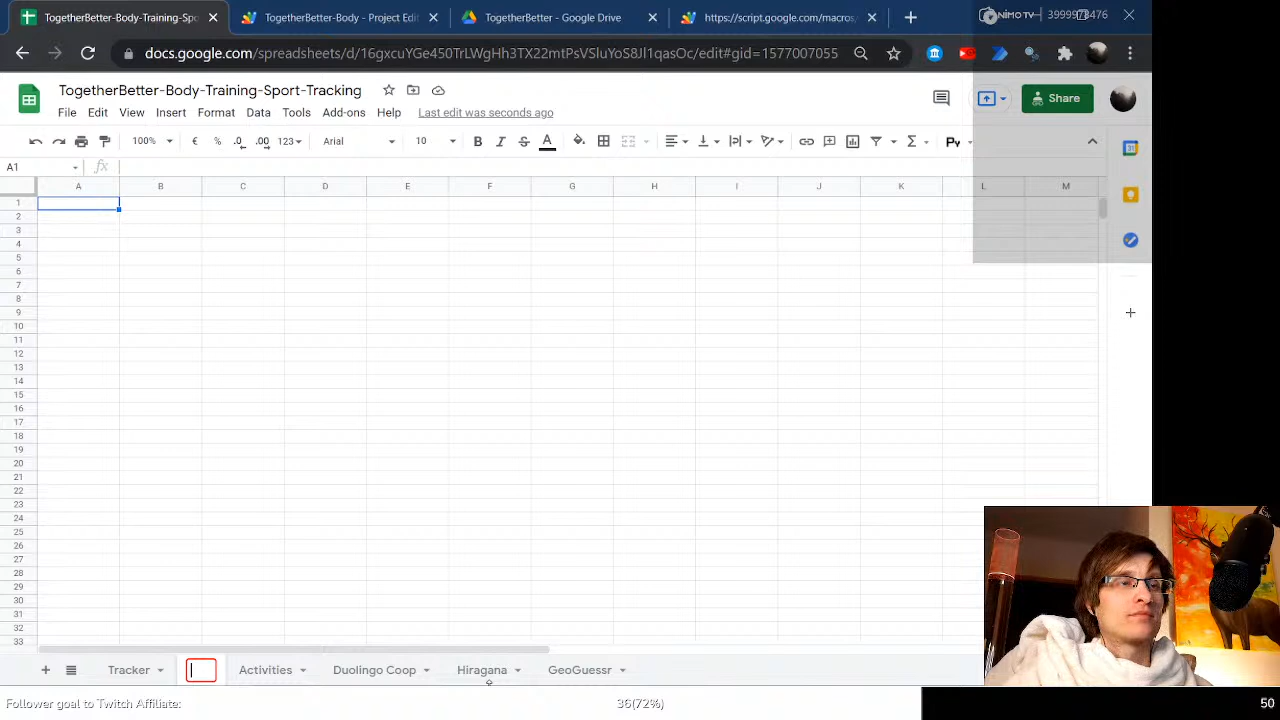 TogetherBetter-Body-Training-Spo
TogetherBetter-Body - Project Edit
TogetherBetter - Google Drive
https://script.google.com/macros/
NIMO TV
docs.google.com/spreadsheets/d/16gxcuYGe450TrLWgHh3TX22mtPsVSluYoS8Jl1qasOc/edit#gid=1577007055
TogetherBetter-Body-Training-Sport-Tracking
Share
File Edit View Insert Format Data Tools Add-ons Help Last edit was seconds ago
100% € % .0 .00 123 Arial 10 B I S A Σ
A1 fx
A B C D E F G H I J K L M
1
2
3
4
5
6
7
8
9
10
11
12
13
14
15
16
17
18
19
20
21
22
23
24
25
26
27
28
29
30
31
32
33
Tracker Activities Duolingo Coop Hiragana GeoGuessr
Follower goal to Twitch Affiliate: 36(72%) 50